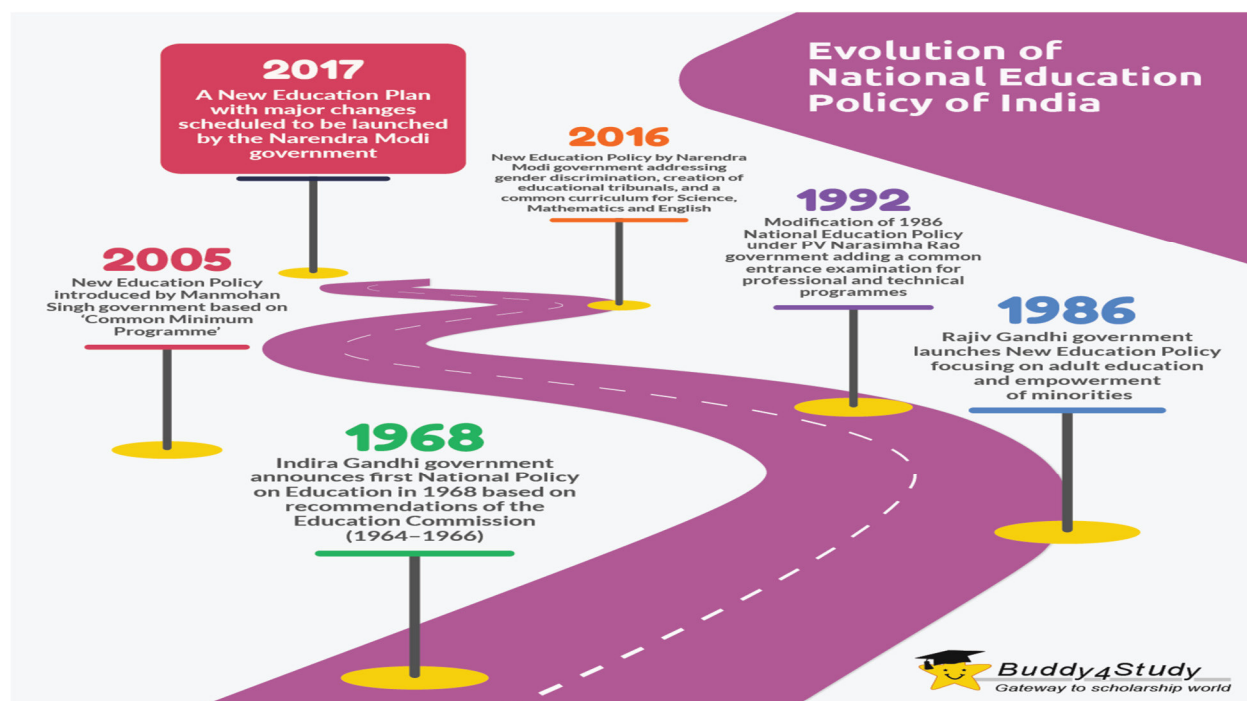 Evolution of
National Education
Policy of India
2017
A New Education Plan
with major changes
scheduled to be launched
by the Narendra Modi
government
2016
New Education Policy by Narendra
Modi government addressing
gender discrimination, creation of
educational tribunals, and a
common curriculum for Science,
Mathematics and English
1992
Modification of 1986
National Education Policy
under PV Narasimha Rao
government adding a common
entrance examination for
professional and technical
programmes
2005
New Education Policy
introduced by Manmohan
Singh government based on
‘Common Minimum
Programme’
1986
Rajiv Gandhi government
launches New Education Policy
focusing on adult education
and empowerment
of minorities
1968
Indira Gandhi government
announces first National Policy
on Education in 1968 based on
recommendations of the
Education Commission
(1964–1966)
Buddy4Study
Gateway to scholarship world